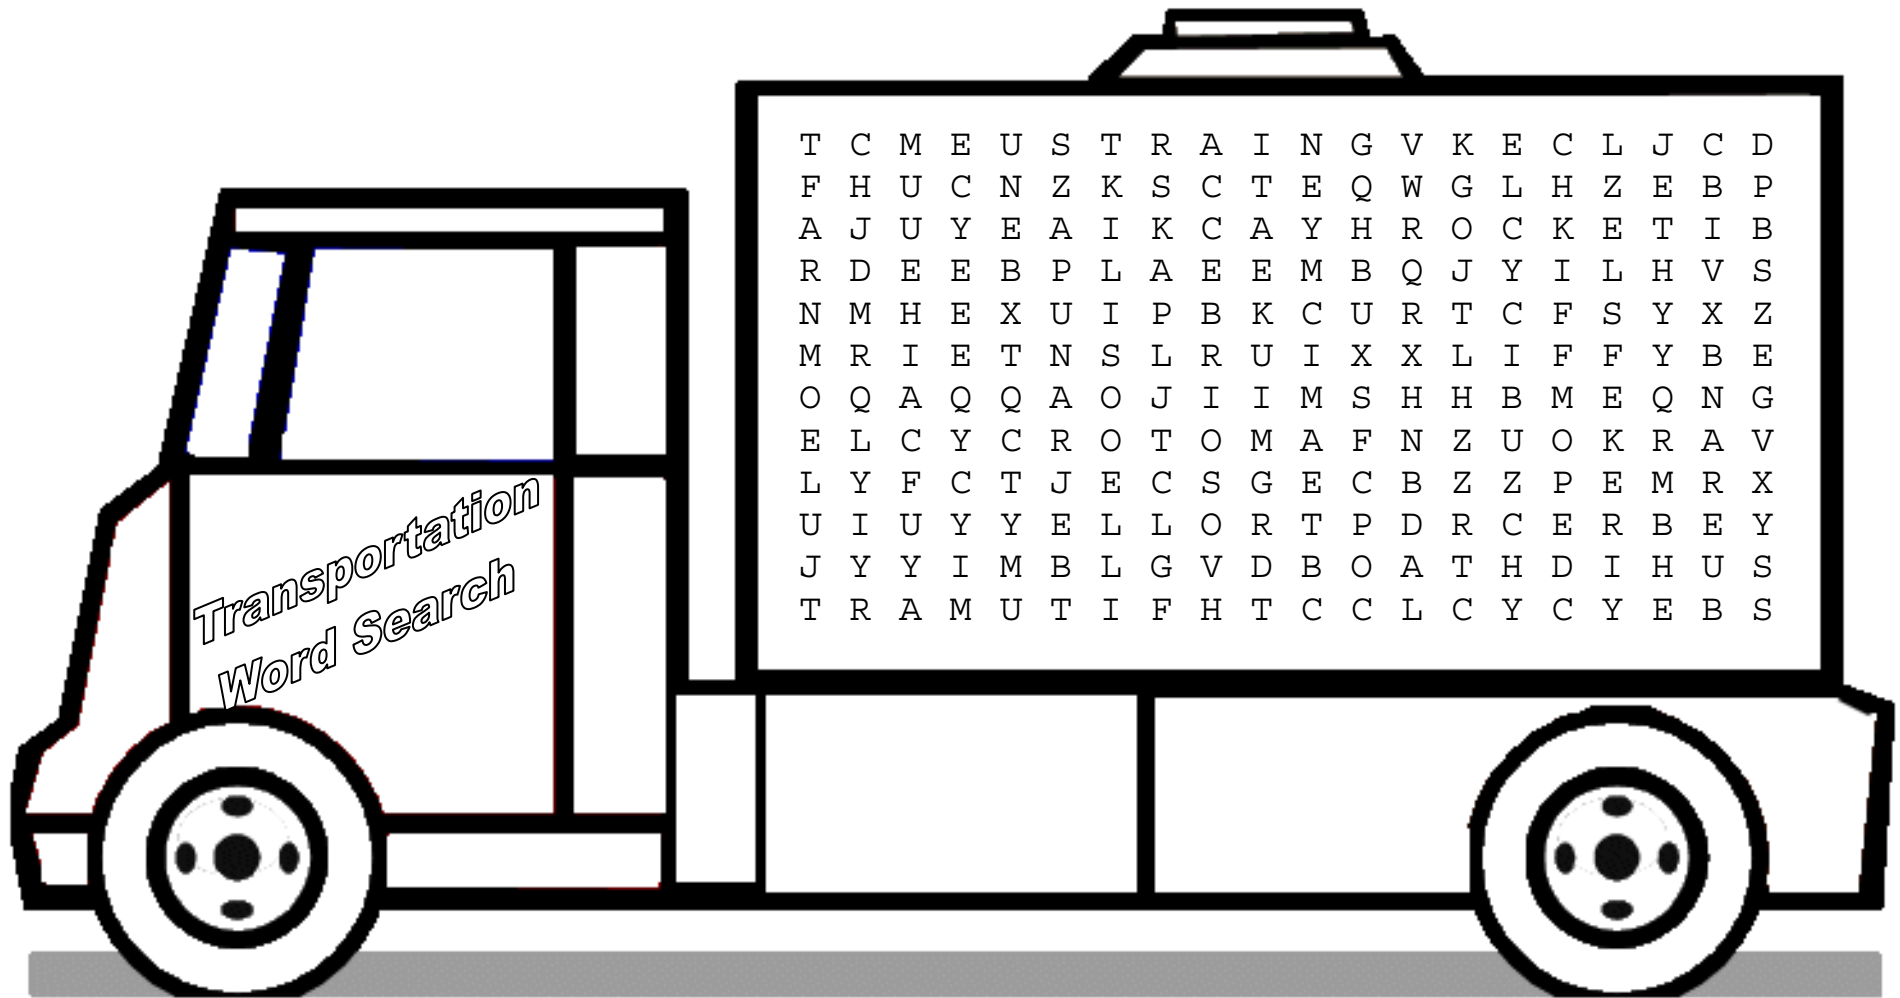 T C M E U S T R A I N G V K E C L J C D
F H U C N Z K S C T E Q W G L H Z E B P
A J U Y E A I K C A Y H R O C K E T I B
R D E E B P L A E E M B Q J Y I L H V S
N M H E X U I P B K C U R T C F S Y X Z
M R I E T N S L R U I X X L I F F Y B E
O Q A Q Q A O J I I M S H H B M E Q N G
E L C Y C R O T O M A F N Z U O K R A V
L Y F C T J E C S G E C B Z Z P E M R X
U I U Y Y E L L O R T P D R C E R B E Y
J Y Y I M B L G V D B O A T H D I H U S
T R A M U T I F H T C C L C Y C Y E B S
Transportation
Word Search